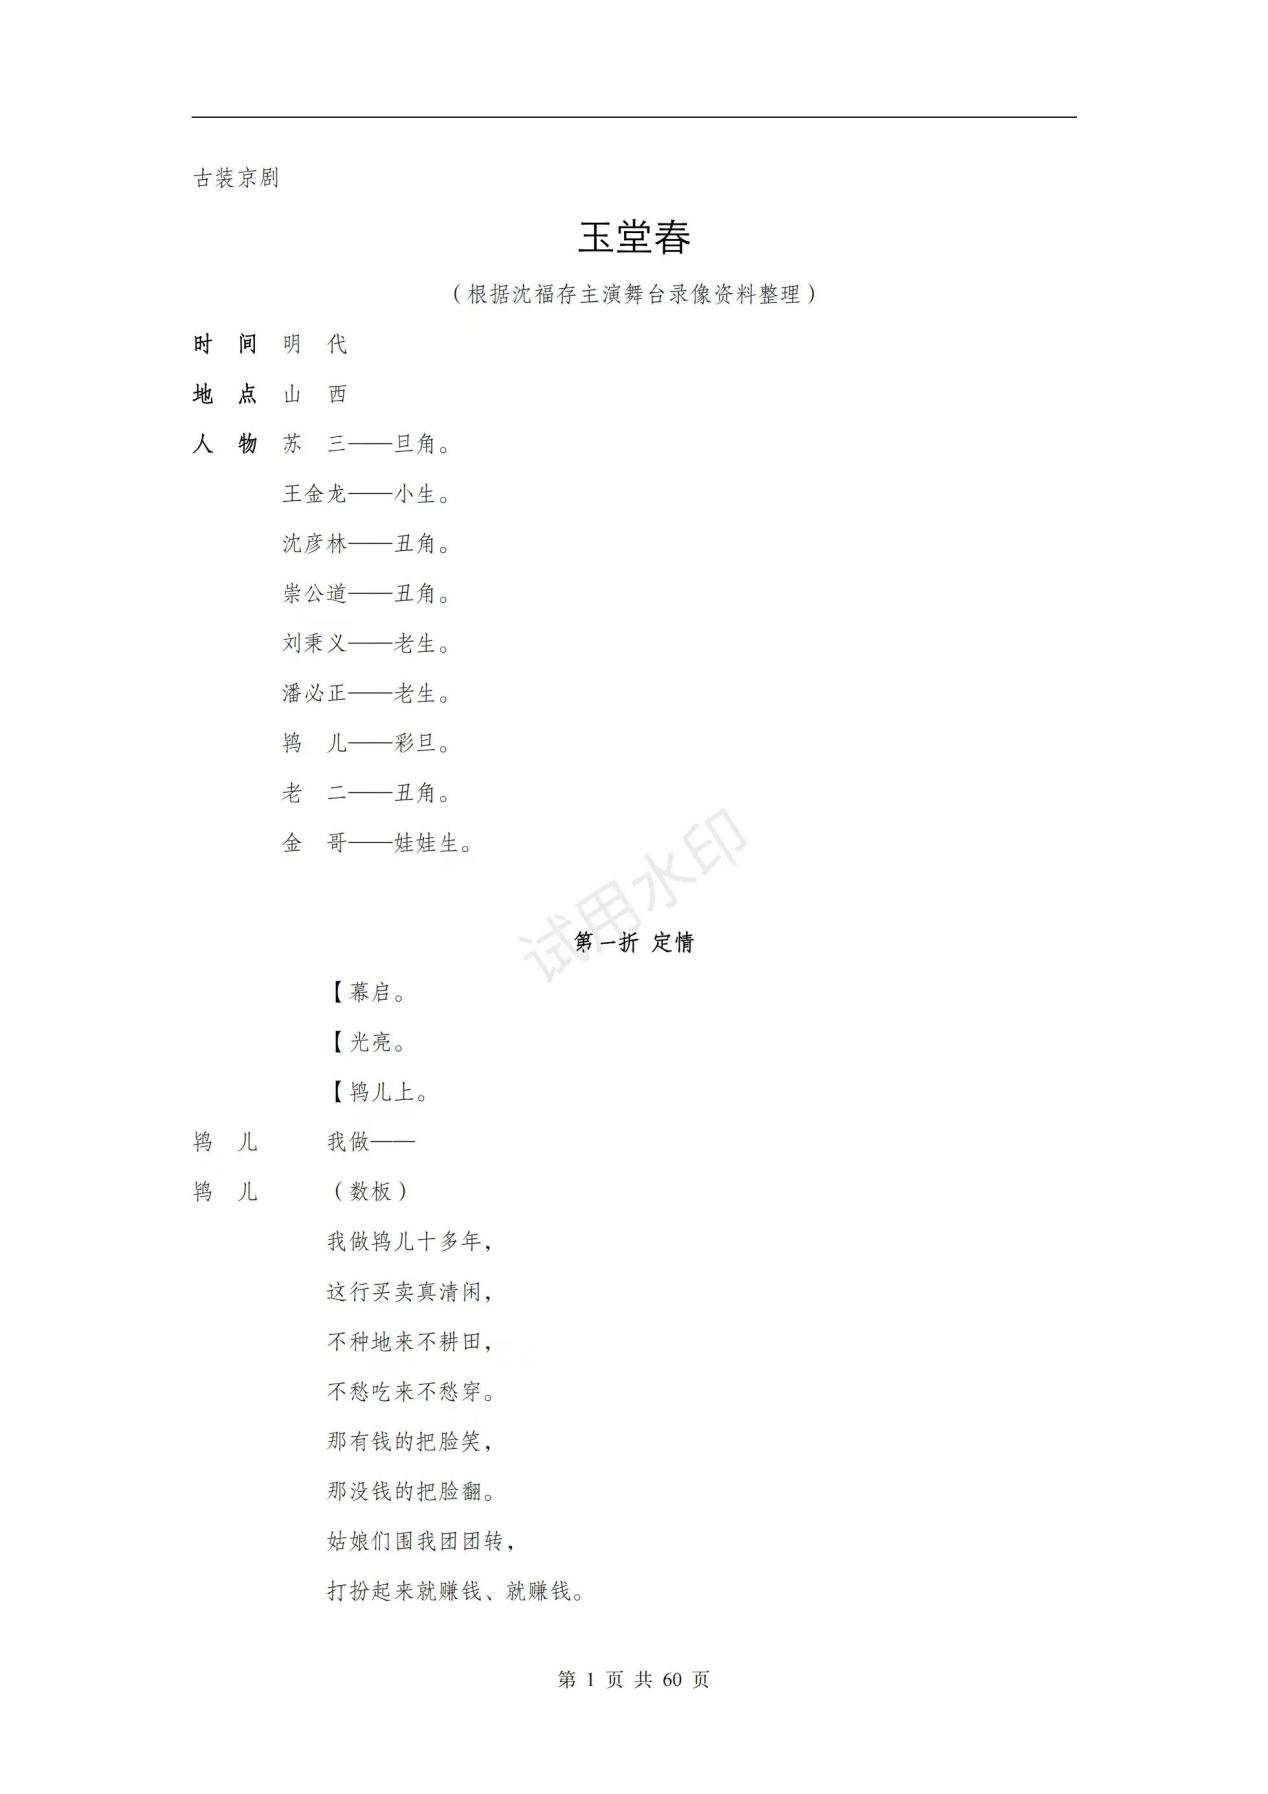 古装京剧
玉堂春
（根据沈福存主演舞台录像资料整理）
时　间　明　代
地　点　山　西
人　物　苏　三——旦角。
王金龙——小生。
沈彦林——丑角。
崇公道——丑角。
刘秉义——老生。
潘必正——老生。
鸨　儿——彩旦。
老　二——丑角。
金　哥——娃娃生。
试用水印
第一折 定情
【幕启。
【光亮。
【鸨儿上。
鸨　儿　　　我做——
鸨　儿　　　（数板）
我做鸨儿十多年，
这行买卖真清闲，
不种地来不耕田，
不愁吃来不愁穿。
那有钱的把脸笑，
那没钱的把脸翻。
姑娘们围我团团转，
打扮起来就赚钱、就赚钱。
第 1 页 共 60 页